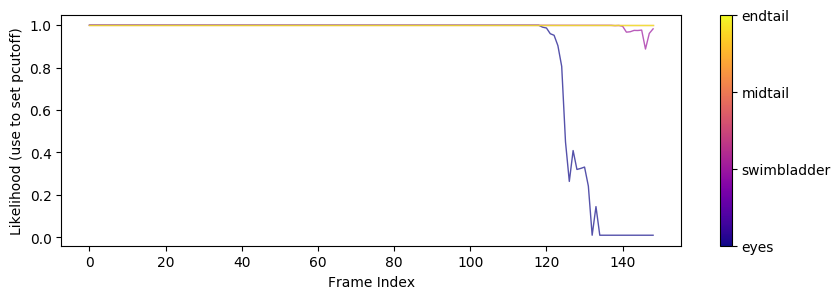 1.0
0.8
0.6
0.4
0.2
0.0
Likelihood (use to set pcutoff)
0 20 40 60 80 100 120 140
Frame Index
endtail
midtail
swimbladder
eyes